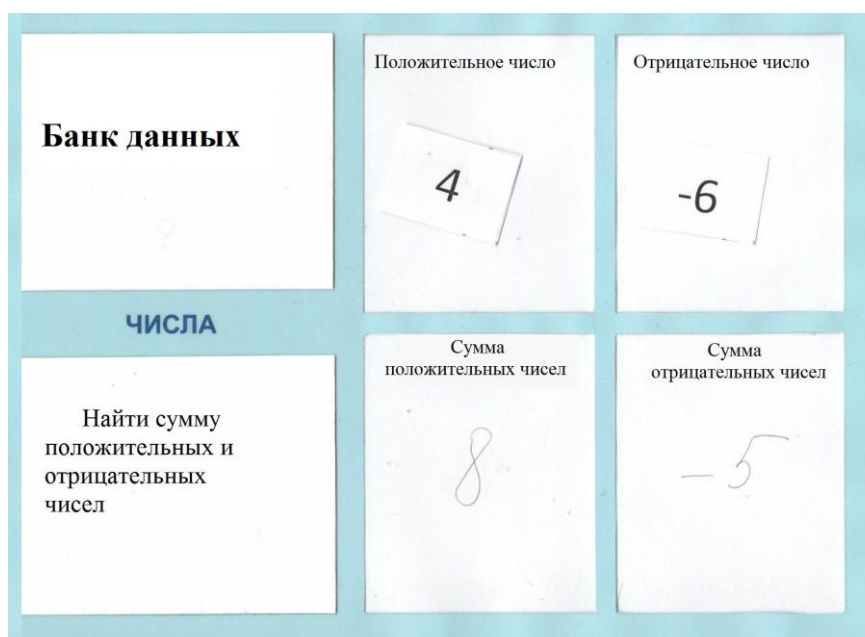 Банк данных
Положительное число
4
Отрицательное число
-6
ЧИСЛА
Найти сумму
положительных и
отрицательных
чисел
Сумма
положительных чисел
8
Сумма
отрицательных чисел
-5